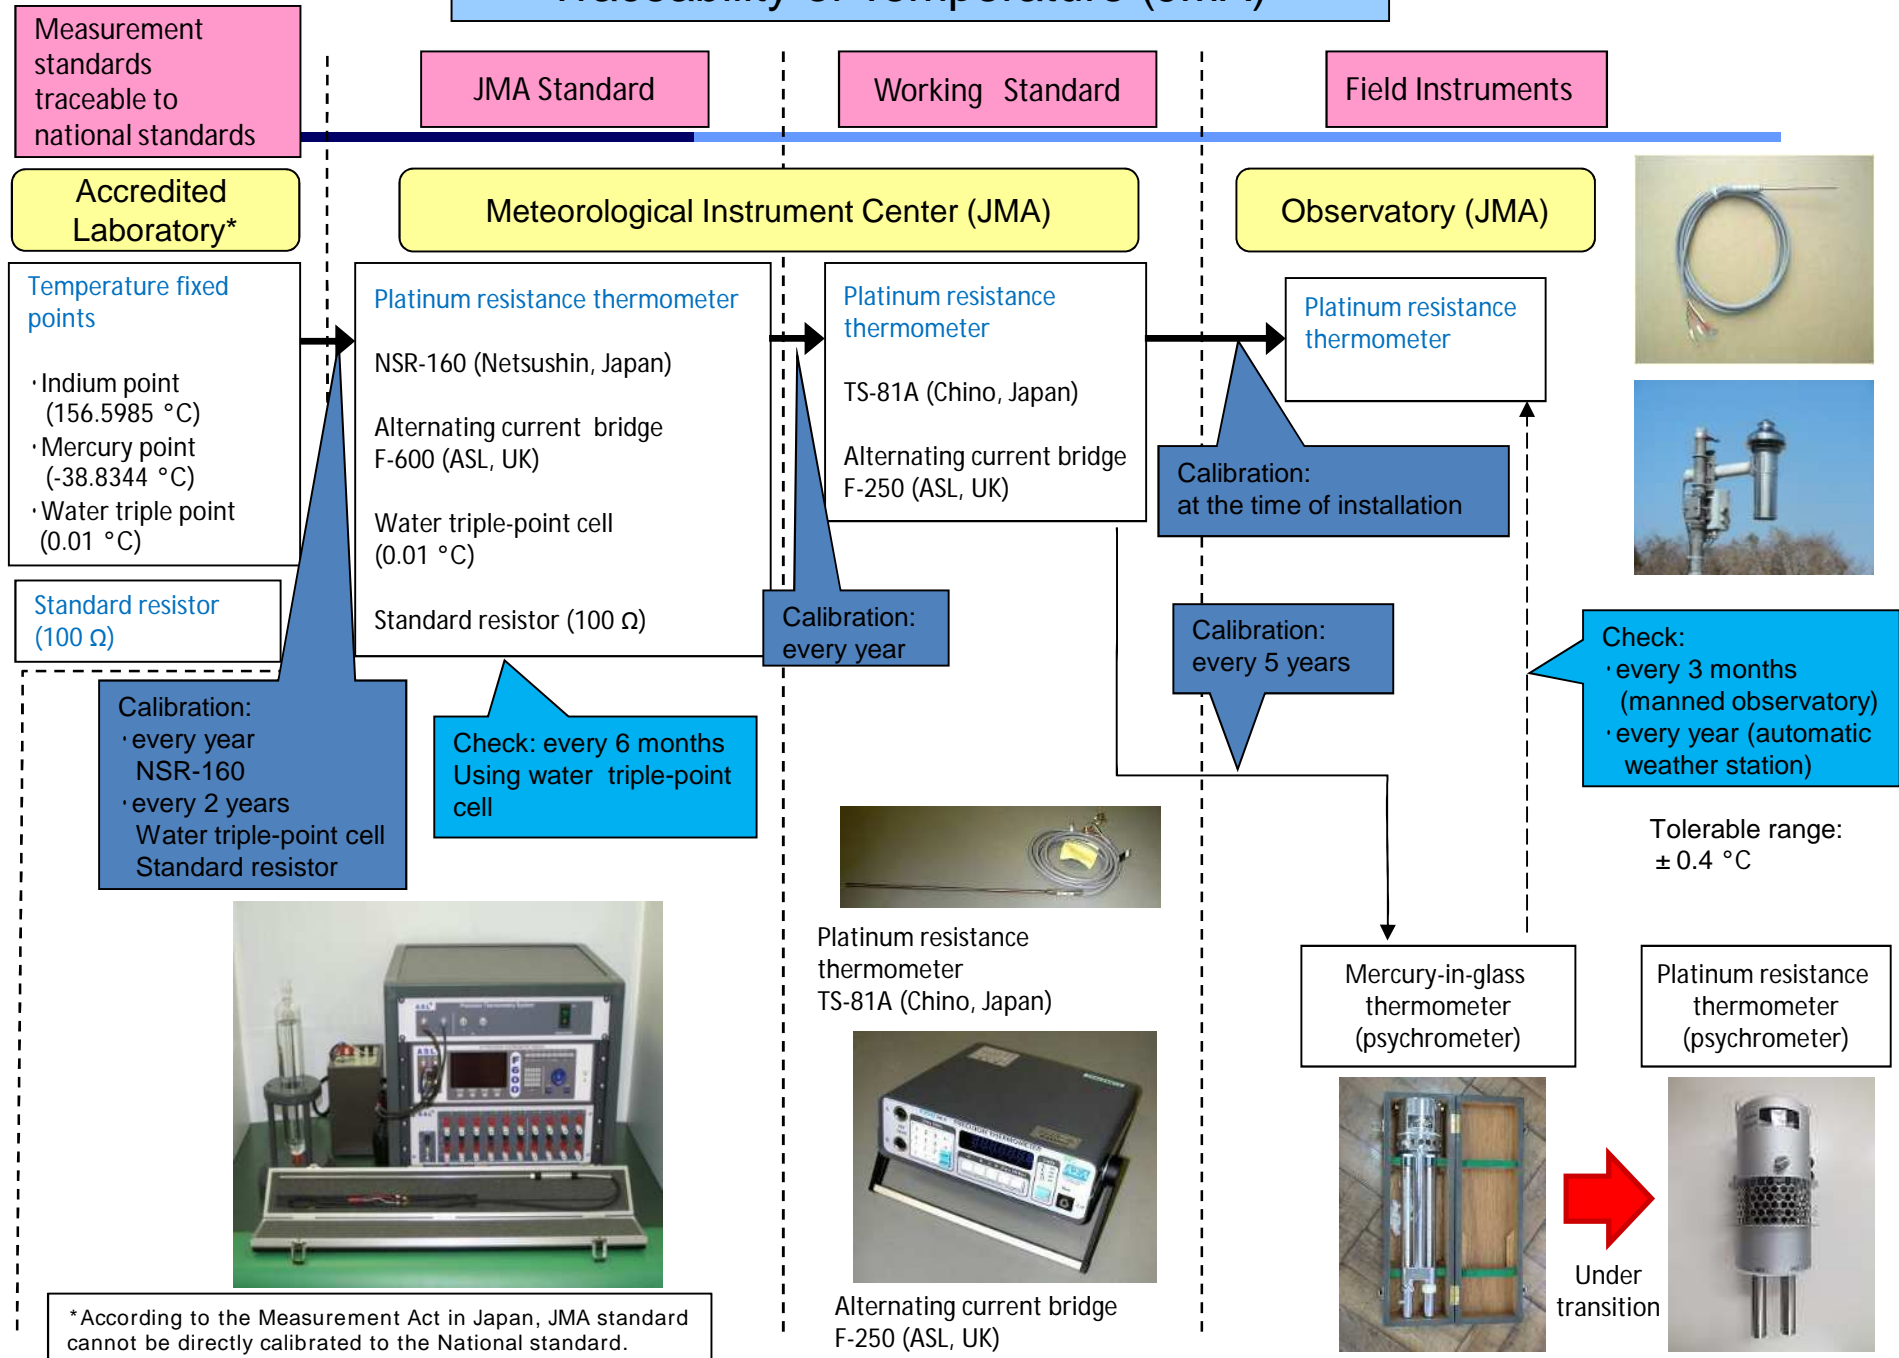 Traceability of Temperature (JMA)
Measurement
standards
traceable to
national standards
JMA Standard
Working Standard
Field Instruments
Accredited
Laboratory*
Meteorological Instrument Center (JMA)
Observatory (JMA)
Temperature fixed
points
・Indium point
(156.5985 °C)
・Mercury point
(-38.8344 °C)
・Water triple point
(0.01 °C)
Standard resistor
(100 Ω)
Platinum resistance thermometer
NSR-160 (Netsushin, Japan)
Alternating current bridge
F-600 (ASL, UK)
Water triple-point cell
(0.01 °C)
Standard resistor (100 Ω)
Platinum resistance
thermometer
TS-81A (Chino, Japan)
Alternating current bridge
F-250 (ASL, UK)
Platinum resistance
thermometer
Calibration:
at the time of installation
Calibration:
every year
Calibration:
every 5 years
Check:
・every 3 months
(manned observatory)
・every year (automatic
weather station)
Tolerable range:
± 0.4 °C
Calibration:
・every year
NSR-160
・every 2 years
Water triple-point cell
Standard resistor
Check: every 6 months
Using water triple-point
cell
Platinum resistance
thermometer
TS-81A (Chino, Japan)
Mercury-in-glass
thermometer
(psychrometer)
Platinum resistance
thermometer
(psychrometer)
ASL
F600
PRECISION THERMOMETER
Under
transition
Alternating current bridge
F-250 (ASL, UK)
*According to the Measurement Act in Japan, JMA standard
cannot be directly calibrated to the National standard.